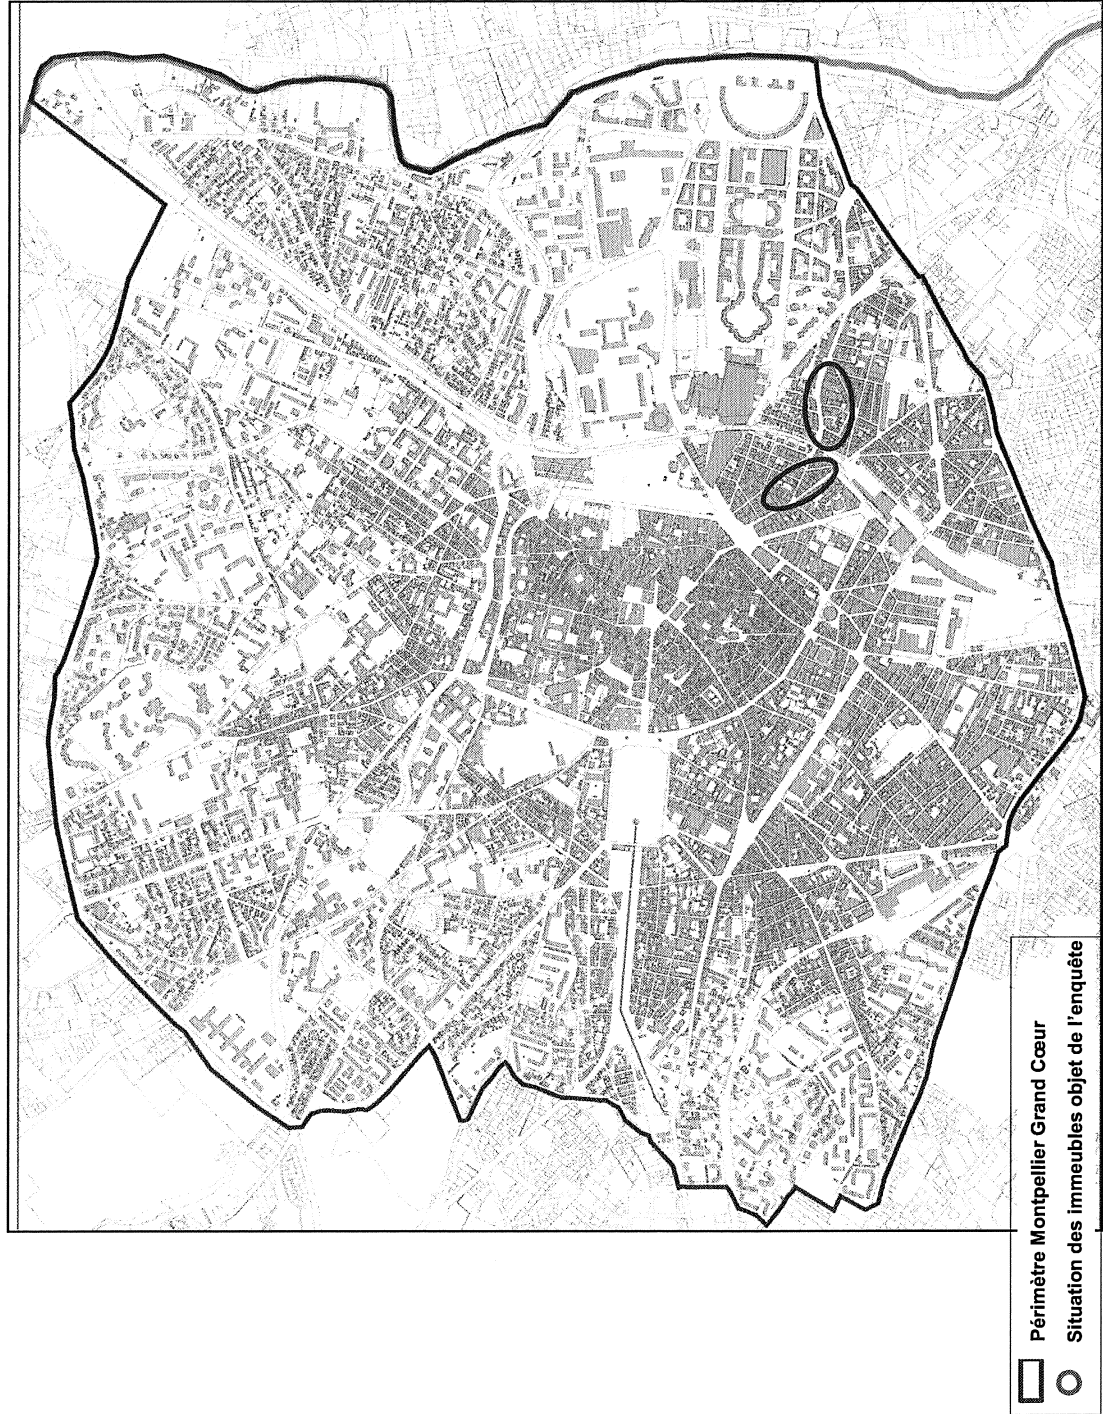 Périmètre Montpellier Grand Cœur
Situation des immeubles objet de l'enquête